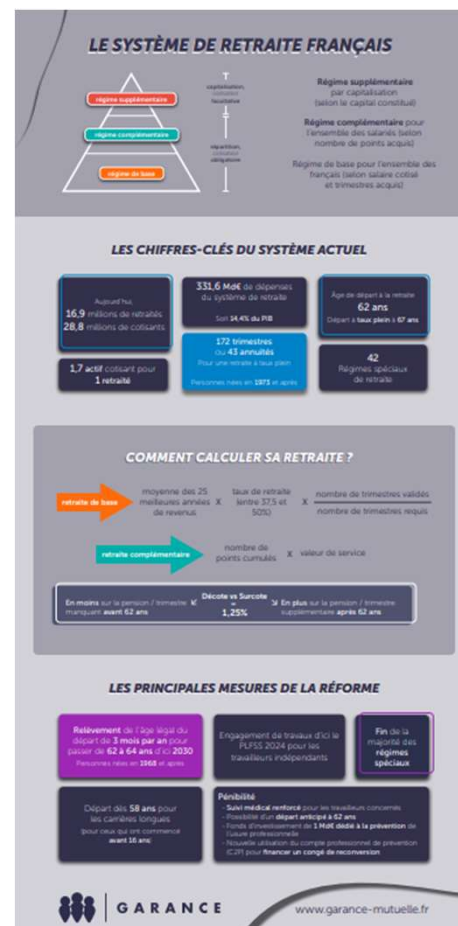 LE SYSTÈME DE RETRAITE FRANÇAIS
régime supplémentaire
régime complémentaire
régime de base
capitalisation,
facultative
répartition,
obligatoire
Régime supplémentaire
par capitalisation
(selon le capital constitué)
Régime complémentaire pour
l'ensemble des salariés (selon
nombre de points acquis)
Régime de base pour l'ensemble des
français (selon salaire cotisé
et trimestres acquis)
LES CHIFFRES-CLÉS DU SYSTÈME ACTUEL
Aujourd'hui,
16,9 millions de retraités
28,8 millions de cotisants
331,6 Md€ de dépenses
du système de retraite
Soit 14,4% du PIB
Âge de départ à la retraite
62 ans
Départ à taux plein à 67 ans
1,7 actif cotisant pour
1 retraité
172 trimestres
ou 43 annuités
Pour une retraite à taux plein
Personnes nées en 1973 et après
42
Régimes spéciaux
de retraite
COMMENT CALCULER SA RETRAITE ?
retraite de base
moyenne des 25
meilleures années
de revenus
X
taux de retraite
(entre 37,5 et
50%)
X
nombre de trimestres validés
nombre de trimestres requis
retraite complémentaire
nombre de
points cumulés
X
valeur de service
En moins sur la pension / trimestre
manquant avant 62 ans
Décote vs Surcote
=
1,25%
En plus sur la pension / trimestre
supplémentaire après 62 ans
LES PRINCIPALES MESURES DE LA RÉFORME
Relèvement de l'âge légal du
départ de 3 mois par an pour
passer de 62 à 64 ans d'ici 2030
Personnes nées en 1968 et après
Engagement de travaux d'ici le
PLFSS 2024 pour les
travailleurs indépendants
Fin de la
majorité des
régimes
spéciaux
Départ dès 58 ans pour
les carrières longues
(pour ceux qui ont commencé
avant 16 ans)
Pénibilité
- Suivi médical renforcé pour les travailleurs concernés
- Possibilité d'un départ anticipé à 62 ans
- Fonds d'investissement de 1 Md€ dédié à la prévention de
l'usure professionnelle
- Nouvelle utilisation du compte professionnel de prévention
(C2P) pour financer un congé de reconversion
GARANCE
www.garance-mutuelle.fr